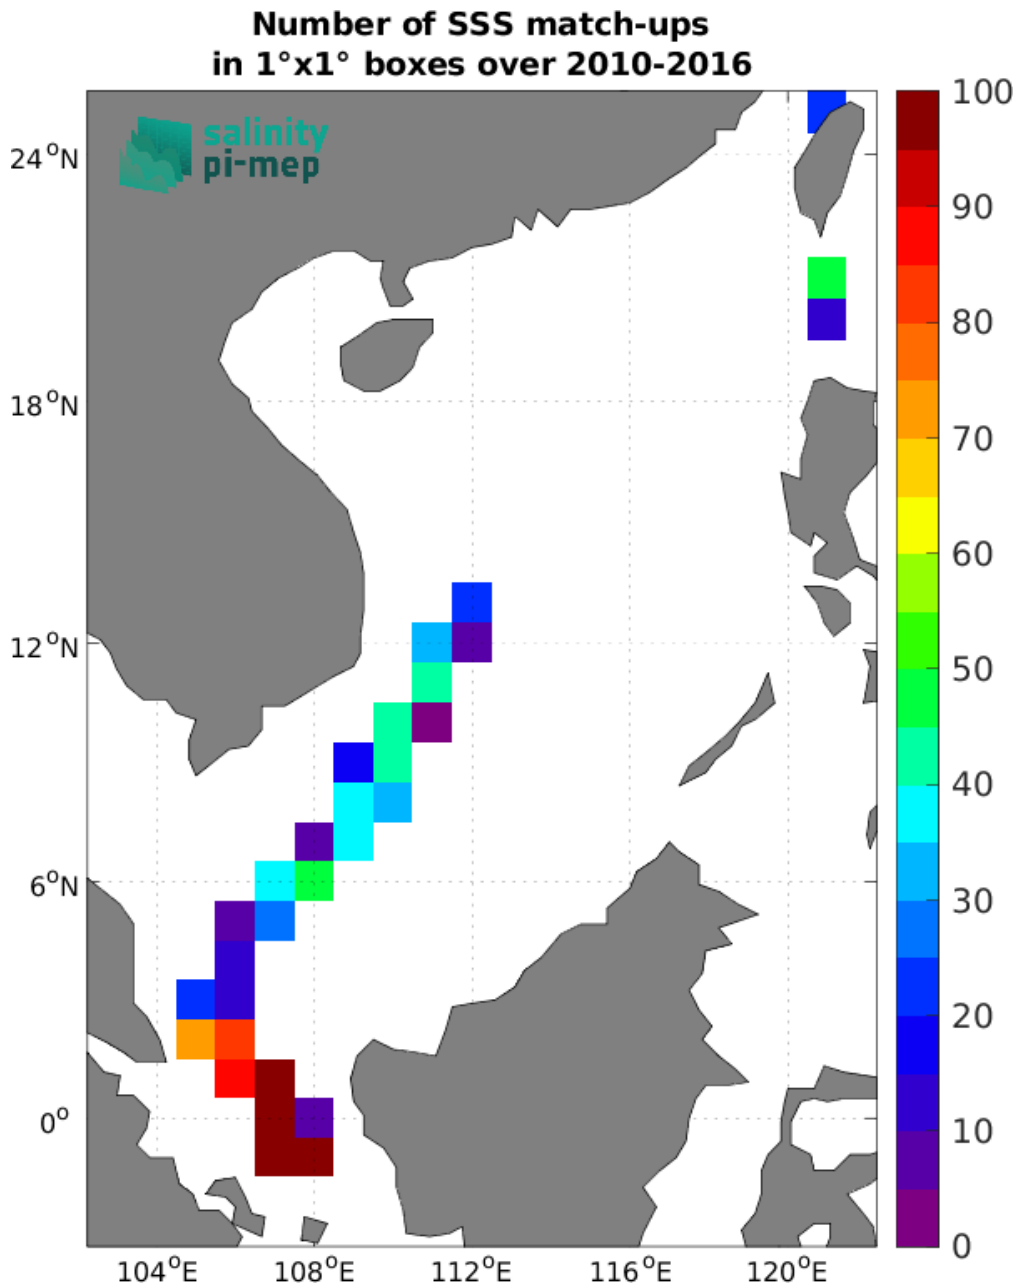 Number of SSS match-ups
in 1°x1° boxes over 2010-2016
salinity
pi-mep
24°N
18°N
12°N
6°N
0°
104°E 108°E 112°E 116°E 120°E
100
90
80
70
60
50
40
30
20
10
0